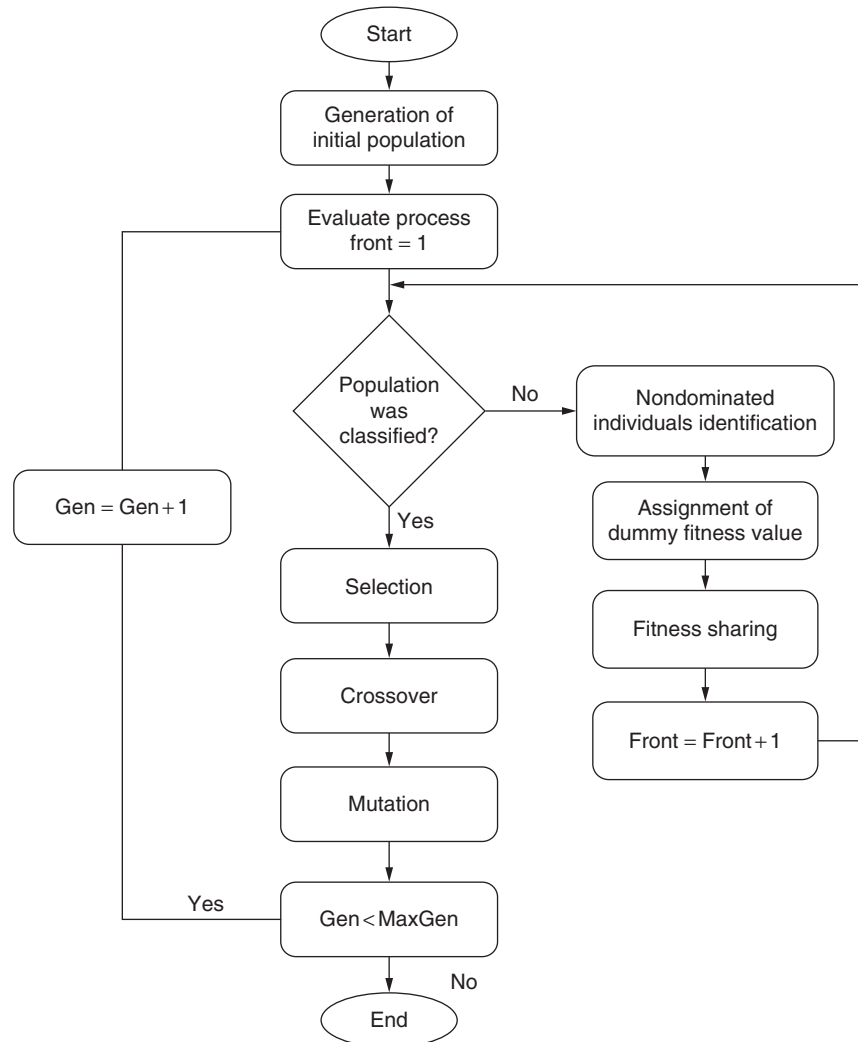 Start
Generation of
initial population
Evaluate process
front = 1
Population
was
classified?
No
Nondominated
individuals identification
Assignment of
dummy fitness value
Fitness sharing
Front = Front + 1
Gen = Gen + 1
Yes
Selection
Crossover
Mutation
Yes
Gen < MaxGen
No
End